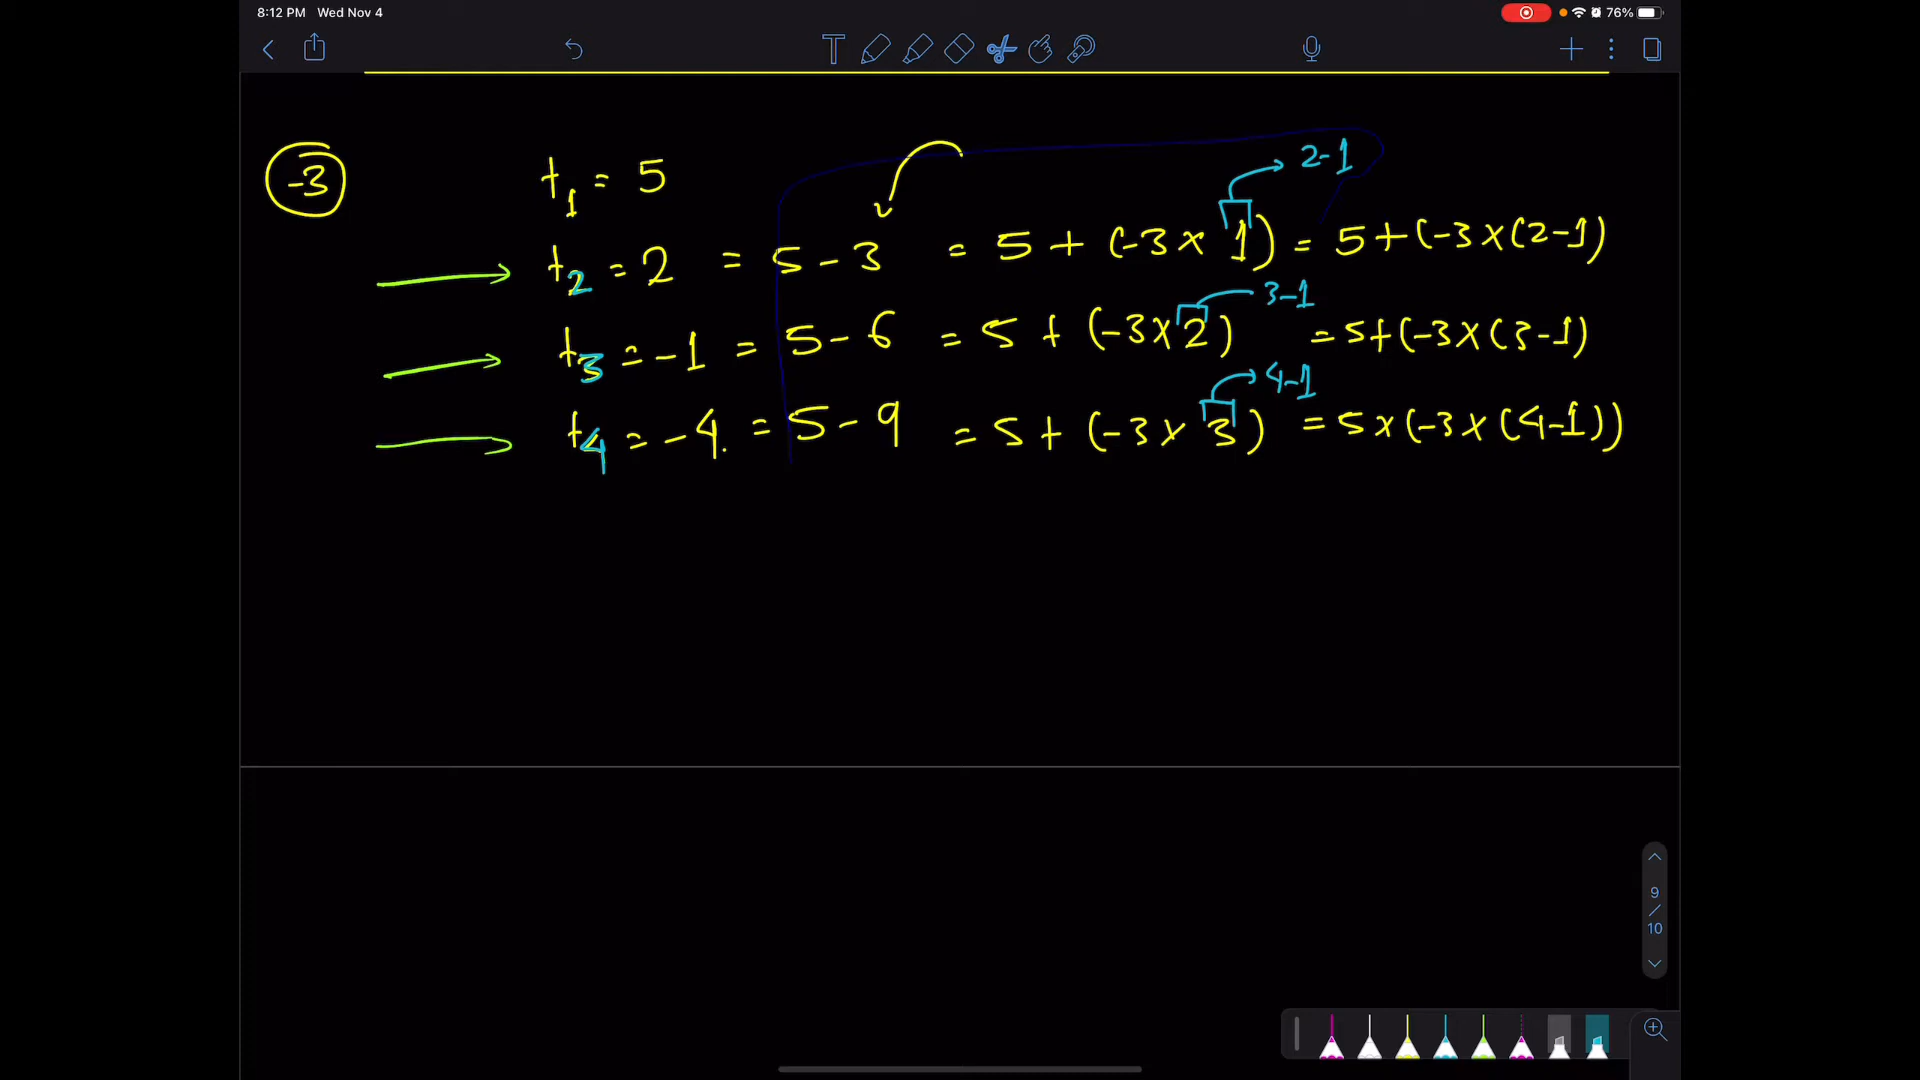 8:12 PM Wed Nov 4 76%
T
-3 t₁ = 5
2-1
t₂ = 2 = 5 - 3 = 5 + (-3 × 1) = 5 + (-3 × (2-1)
3-1
t₃ = -1 = 5 - 6 = 5 + (-3 × 2) = 5 + (-3 × (3-1)
4-1
t₄ = -4. = 5 - 9 = 5 + (-3 × 3) = 5 × (-3 × (4-1))
9
/
10